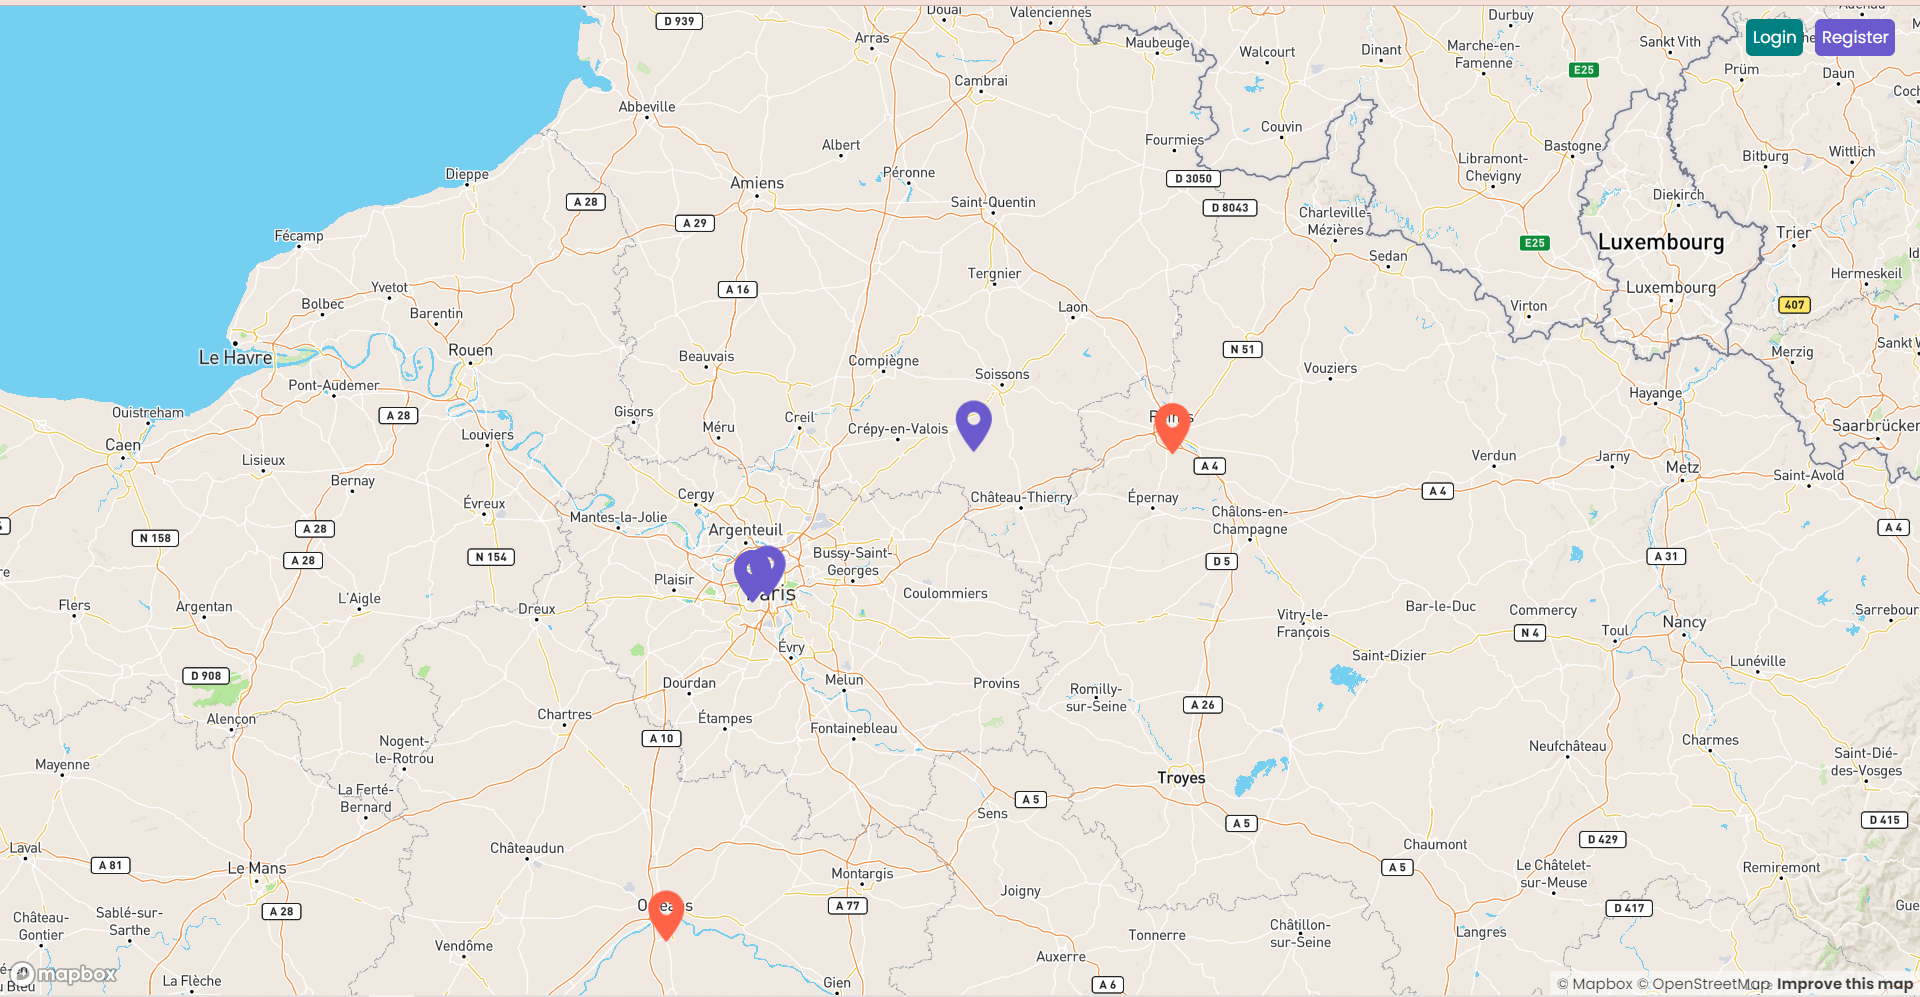 Douai
Valenciennes
Durbuy
D 939
Login
Register
Arras
Maubeuge
Walcourt
Dinant
Marche-en-
Famenne
Sankt Vith
E25
Prüm
Daun
Cambrai
Abbeville
Fourmies
Couvin
Bastogne
Albert
Libramont-
Chevigny
Bitburg
Wittlich
Dieppe
Amiens
Péronne
D 3050
Diekirch
A 28
Saint-Quentin
D 8043
Charleville-
Mézières
A 29
Fécamp
E25
Luxembourg
Trier
Sedan
Tergnier
Hermeskeil
Yvetot
A 16
Luxembourg
Bolbec
Barentin
Laon
Virton
407
Le Havre
Rouen
Beauvais
Compiègne
N 51
Merzig
Soissons
Vouziers
Pont-Audemer
Hayange
Ouistreham
A 28
Gisors
Creil
Méru
Crépy-en-Valois
Saarbrücken
Caen
Louviers
Lisieux
A 4
Verdun
Jarny
Metz
Saint-Avold
Bernay
Cergy
Château-Thierry
Épernay
A 4
Évreux
Mantes-la-Jolie
Châlons-en-
Champagne
A 28
Argenteuil
A 4
N 158
A 28
N 154
Bussy-Saint-
Georges
D 5
A 31
Plaisir
Paris
Coulommiers
Flers
Argentan
L'Aigle
Dreux
Vitry-le-
François
Bar-le-Duc
Commercy
Sarrebour
N 4
Toul
Nancy
Évry
Saint-Dizier
Lunéville
D 908
Dourdan
Melun
Provins
Romilly-
sur-Seine
A 26
Alençon
Chartres
Étampes
Fontainebleau
A 10
Nogent-
le-Rotrou
Neufchâteau
Charmes
Saint-Dié-
des-Vosges
Mayenne
Troyes
La Ferté-
Bernard
A 5
Sens
A 5
D 415
Laval
Châteaudun
D 429
Chaumont
A 81
Le Mans
A 5
Le Châtelet-
sur-Meuse
Remiremont
Montargis
Joigny
A 28
A 77
D 417
Château-
Gontier
Sablé-sur-
Sarthe
Vendôme
Tonnerre
Châtillon-
sur-Seine
Langres
Auxerre
mapbox
La Flèche
Gien
A 6
© Mapbox © OpenStreetMap Improve this map